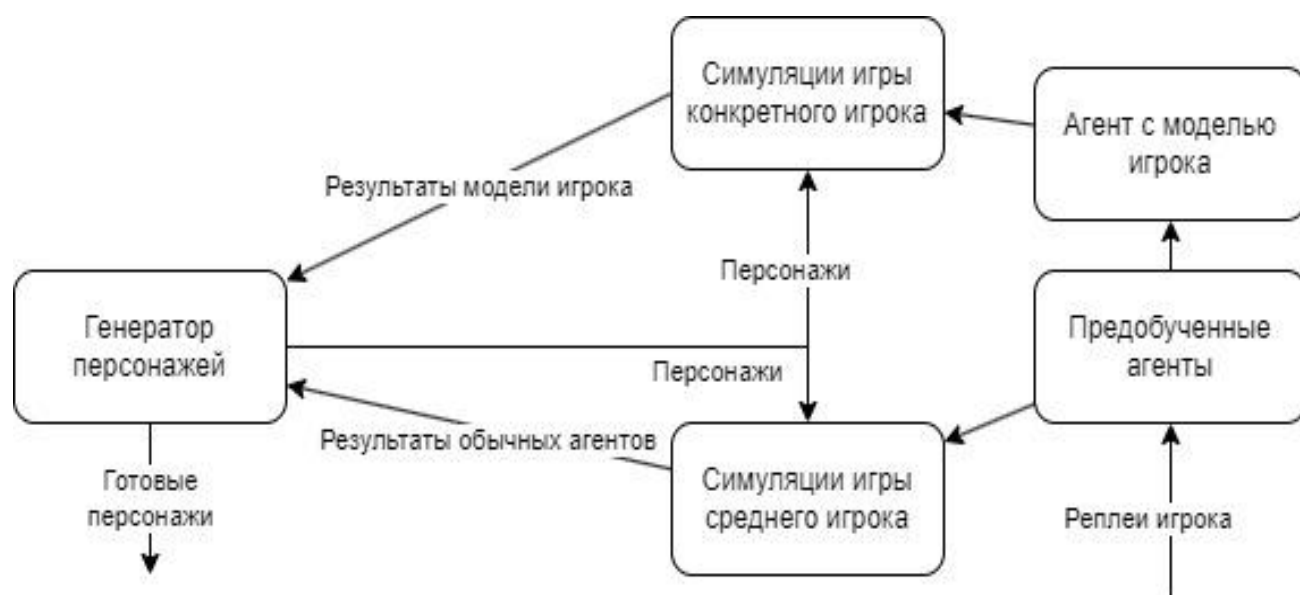 Симуляции игры
конкретного игрока
Агент с моделью
игрока
Результаты модели игрока
Персонажи
Генератор
персонажей
Предобученные
агенты
Персонажи
Результаты обычных агентов
Готовые
персонажи
Симуляции игры
среднего игрока
Реплеи игрока